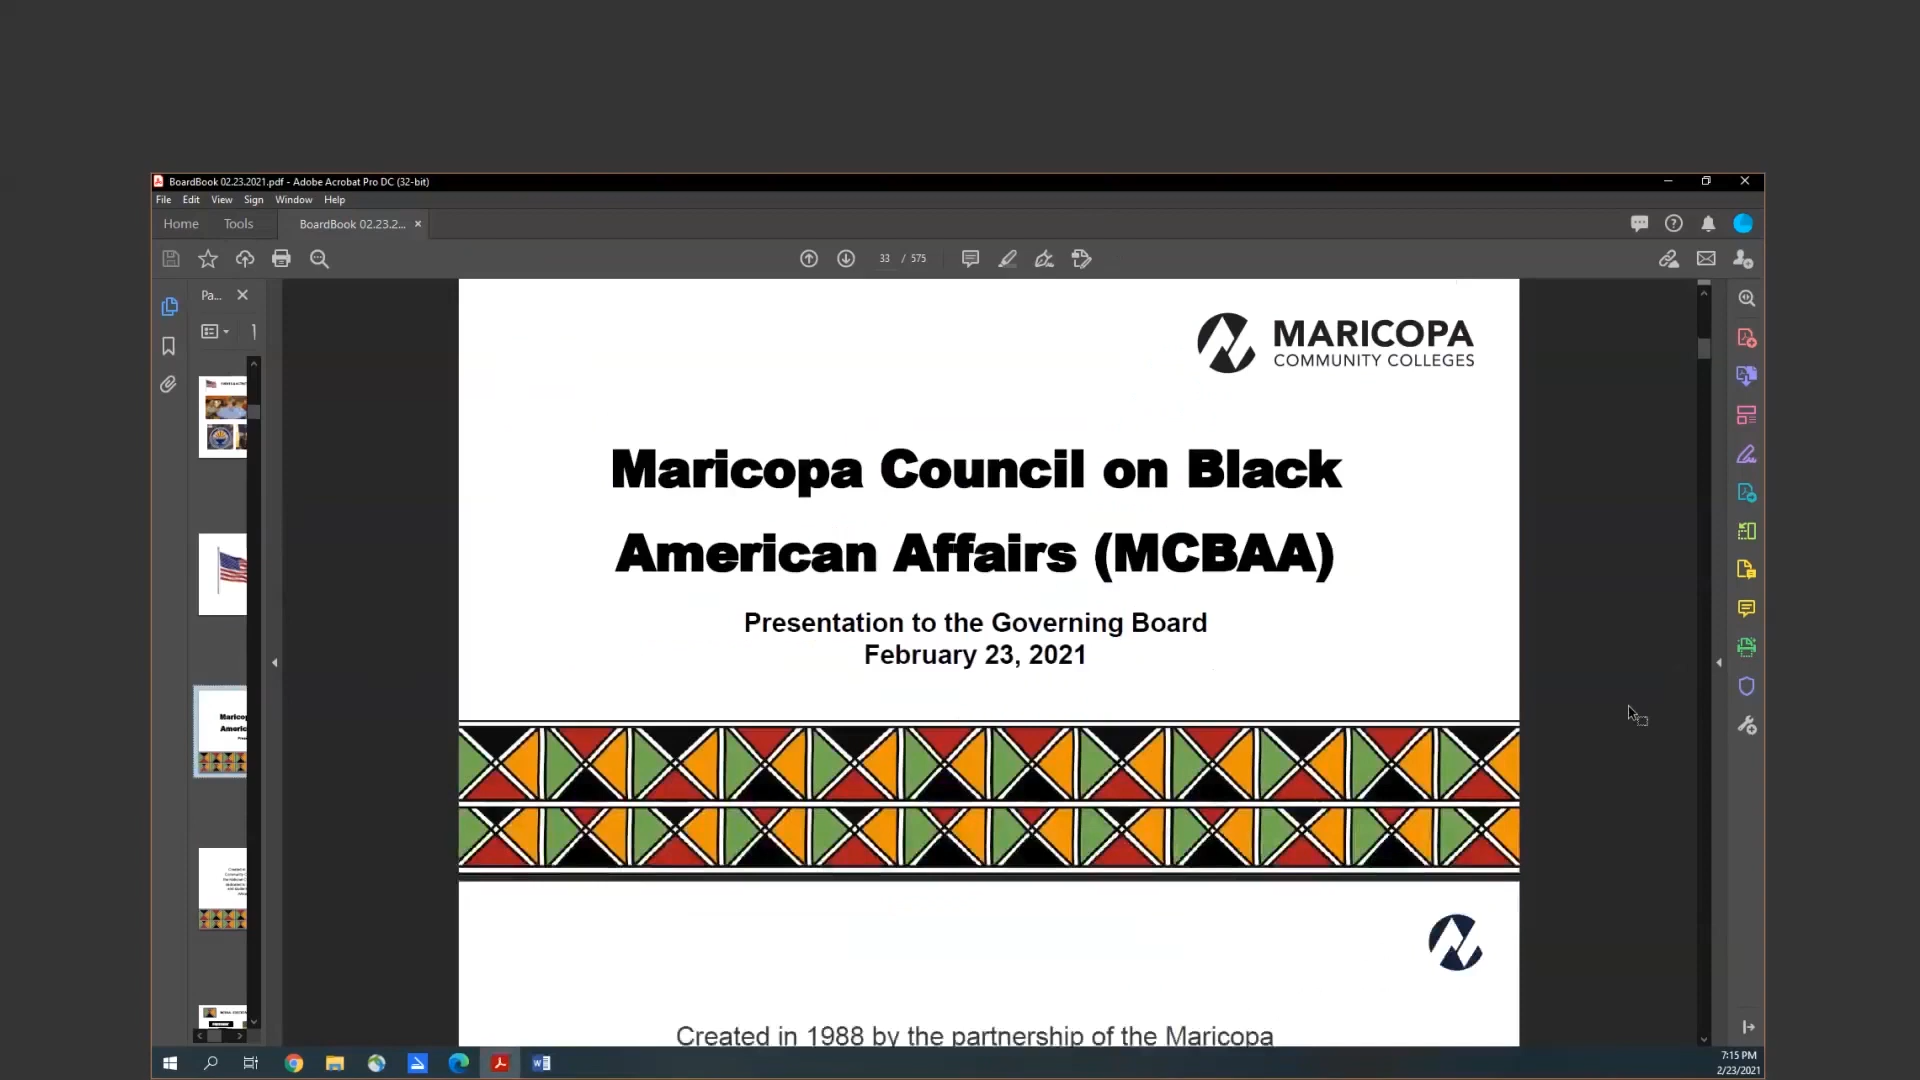 BoardBook 02.23.2021.pdf - Adobe Acrobat Pro DC (32-bit)
File Edit View Sign Window Help
Home Tools BoardBook 02.23.2... ×
33 / 575
Pa...
MARICOPA
COMMUNITY COLLEGES
Maricopa Council on Black
American Affairs (MCBAA)
Presentation to the Governing Board
February 23, 2021
Created in 1988 by the partnership of the Maricopa
7:15 PM
2/23/2021